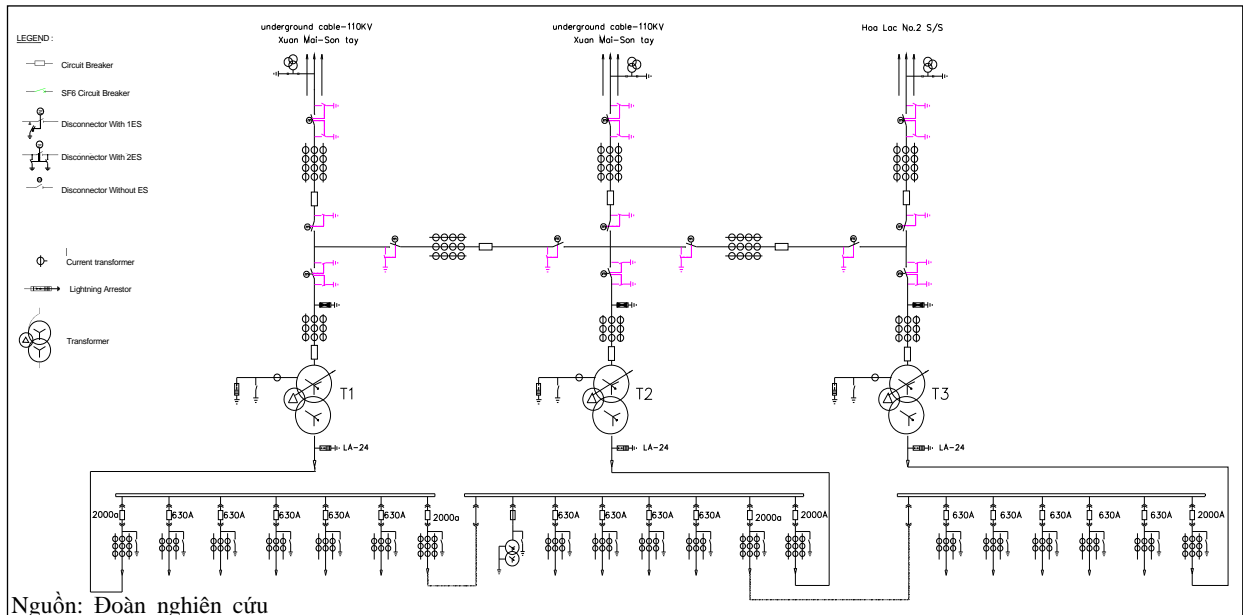 underground cable-110KV
Xuan Mai-Son tay
underground cable-110KV
Xuan Mai-Son tay
Hoa Lac No.2 S/S
LEGEND :
Circuit Breaker
SF6 Circuit Breaker
Disconnector With 1ES
Disconnector With 2ES
Disconnector Without ES
Current transformer
Lightning Arrestor
Transformer
T1
T2
T3
LA-24
LA-24
LA-24
2000a
630A
630A
630A
630A
630A
2000a
630A
630A
630A
630A
2000a
2000A
630A
630A
630A
630A
630A
2000A
Nguồn: Đoàn nghiên cứu